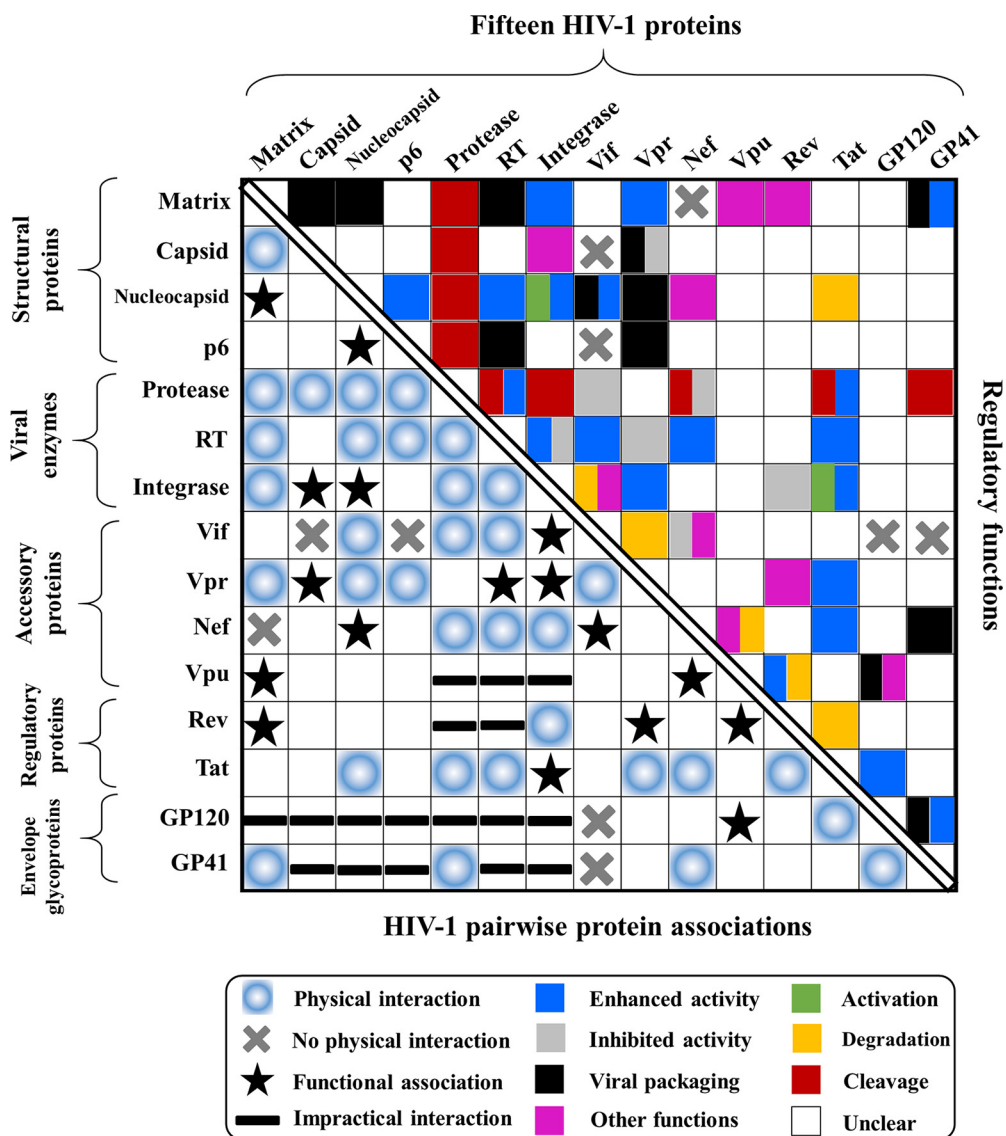 Fifteen HIV-1 proteins
Matrix
Capsid
Nucleocapsid
p6
Protease
RT
Integrase
Vif
Vpr
Nef
Vpu
Rev
Tat
GP120
GP41
Structural
proteins
Matrix
Capsid
Nucleocapsid
p6
Viral
enzymes
Protease
RT
Integrase
Accessory
proteins
Vif
Vpr
Nef
Vpu
Regulatory
proteins
Rev
Tat
Envelope
glycoproteins
GP120
GP41
Regulatory functions
HIV-1 pairwise protein associations
Physical interaction
Enhanced activity
Activation
No physical interaction
Inhibited activity
Degradation
Functional association
Viral packaging
Cleavage
Impractical interaction
Other functions
Unclear